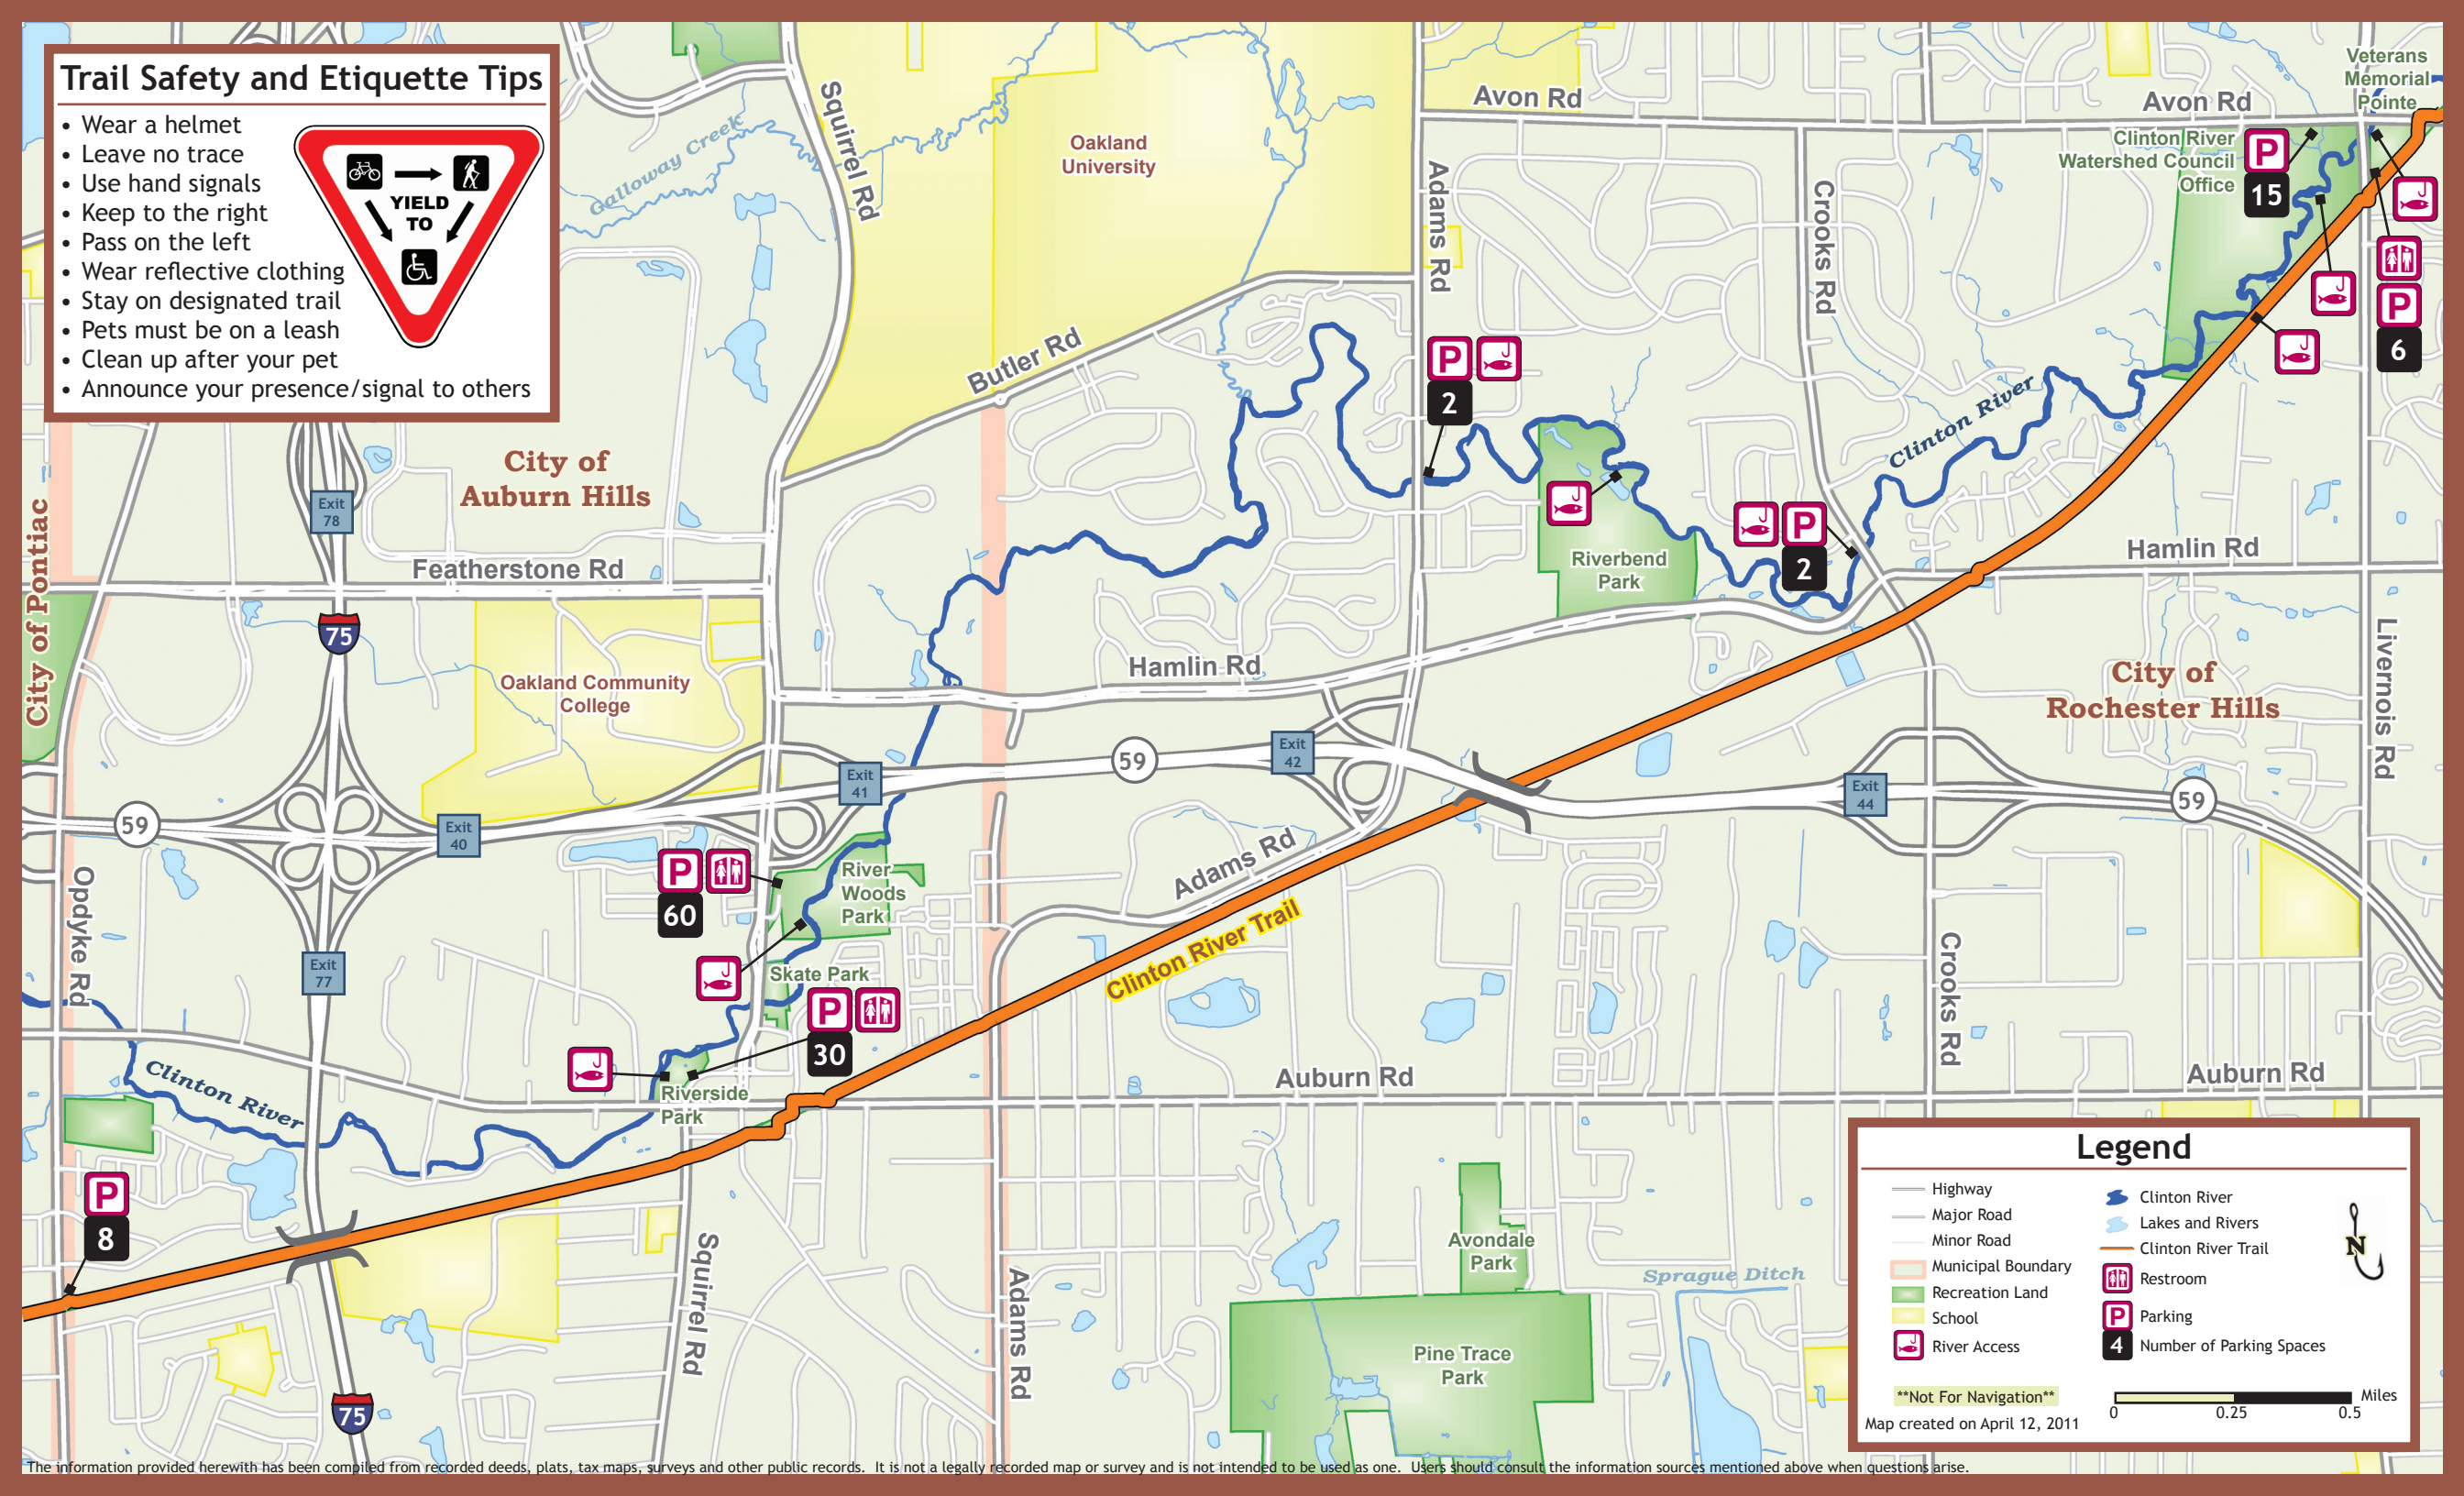 Trail Safety and Etiquette Tips
• Wear a helmet
• Leave no trace
• Use hand signals
• Keep to the right
• Pass on the left
• Wear reflective clothing
• Stay on designated trail
• Pets must be on a leash
• Clean up after your pet
• Announce your presence/signal to others
YIELD
TO
Squirrel Rd
Galloway Creek
Oakland
University
Avon Rd
Avon Rd
Veterans
Memorial
Pointe
Clinton River
Watershed Council
Office
P
15
P
6
Adams Rd
Crooks Rd
Butler Rd
P
2
Clinton River
City of
Auburn Hills
Exit
78
City of Pontiac
Featherstone Rd
75
Oakland Community
College
Riverbend
Park
P
2
Hamlin Rd
Hamlin Rd
Livernois Rd
City of
Rochester Hills
59
Exit
40
Exit
41
59
Exit
42
Exit
44
59
Opdyke Rd
Exit
77
P
60
River
Woods
Park
Adams Rd
Clinton River Trail
Skate Park
P
30
Crooks Rd
Clinton River
Riverside
Park
Auburn Rd
Auburn Rd
P
8
Squirrel Rd
Adams Rd
75
Avondale
Park
Sprague Ditch
Pine Trace
Park
Legend
Highway
Major Road
Minor Road
Municipal Boundary
Recreation Land
School
River Access
Clinton River
Lakes and Rivers
Clinton River Trail
Restroom
P Parking
4 Number of Parking Spaces
N
**Not For Navigation**
Map created on April 12, 2011
Miles
0 0.25 0.5
The information provided herewith has been compiled from recorded deeds, plats, tax maps, surveys and other public records. It is not a legally recorded map or survey and is not intended to be used as one. Users should consult the information sources mentioned above when questions arise.